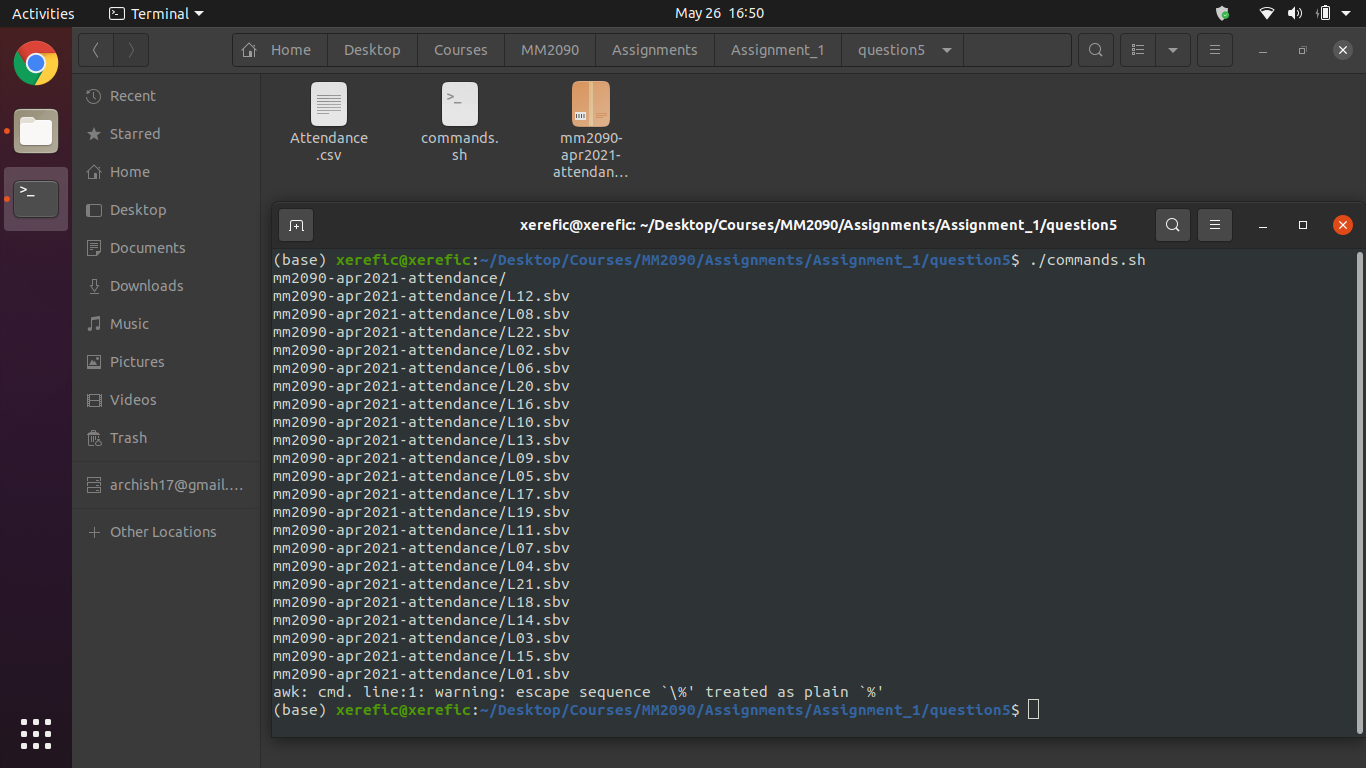 Activities
Terminal
May 26 16:50
Home
Desktop
Courses
MM2090
Assignments
Assignment_1
question5
Recent
Starred
Home
Desktop
Documents
Downloads
Music
Pictures
Videos
Trash
archish17@gmail.…
Other Locations
Attendance
.csv
commands.
sh
mm2090-
apr2021-
attendan…
xerefic@xerefic: ~/Desktop/Courses/MM2090/Assignments/Assignment_1/question5
(base) xerefic@xerefic:~/Desktop/Courses/MM2090/Assignments/Assignment_1/question5$ ./commands.sh
mm2090-apr2021-attendance/
mm2090-apr2021-attendance/L12.sbv
mm2090-apr2021-attendance/L08.sbv
mm2090-apr2021-attendance/L22.sbv
mm2090-apr2021-attendance/L02.sbv
mm2090-apr2021-attendance/L06.sbv
mm2090-apr2021-attendance/L20.sbv
mm2090-apr2021-attendance/L16.sbv
mm2090-apr2021-attendance/L10.sbv
mm2090-apr2021-attendance/L13.sbv
mm2090-apr2021-attendance/L09.sbv
mm2090-apr2021-attendance/L05.sbv
mm2090-apr2021-attendance/L17.sbv
mm2090-apr2021-attendance/L19.sbv
mm2090-apr2021-attendance/L11.sbv
mm2090-apr2021-attendance/L07.sbv
mm2090-apr2021-attendance/L04.sbv
mm2090-apr2021-attendance/L21.sbv
mm2090-apr2021-attendance/L18.sbv
mm2090-apr2021-attendance/L14.sbv
mm2090-apr2021-attendance/L03.sbv
mm2090-apr2021-attendance/L15.sbv
mm2090-apr2021-attendance/L01.sbv
awk: cmd. line:1: warning: escape sequence `\%' treated as plain `%'
(base) xerefic@xerefic:~/Desktop/Courses/MM2090/Assignments/Assignment_1/question5$